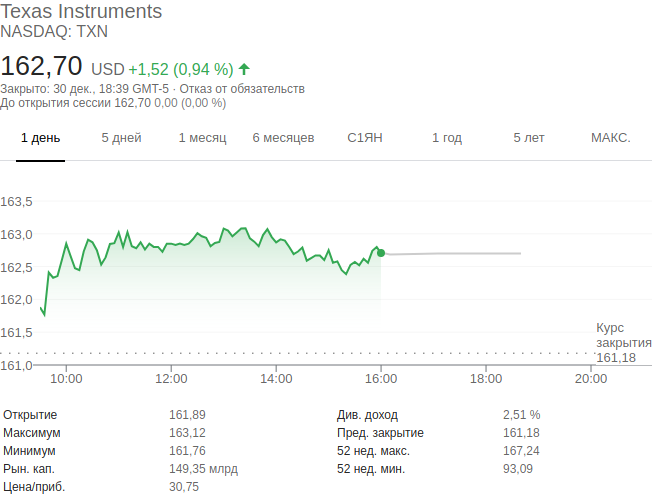 Texas Instruments
NASDAQ: TXN
162,70 USD +1,52 (0,94 %)
Закрыто: 30 дек., 18:39 GMT-5 · Отказ от обязательств
До открытия сессии 162,70 0,00 (0,00 %)
1 день 5 дней 1 месяц 6 месяцев С1ЯН 1 год 5 лет МАКС.
163,5
163,0
162,5
162,0
161,5
161,0
Курс
закрытия
161,18
10:00 12:00 14:00 16:00 18:00 20:00
Открытие 161,89 Див. доход 2,51 %
Максимум 163,12 Пред. закрытие 161,18
Минимум 161,76 52 нед. макс. 167,24
Рын. кап. 149,35 млрд 52 нед. мин. 93,09
Цена/приб. 30,75